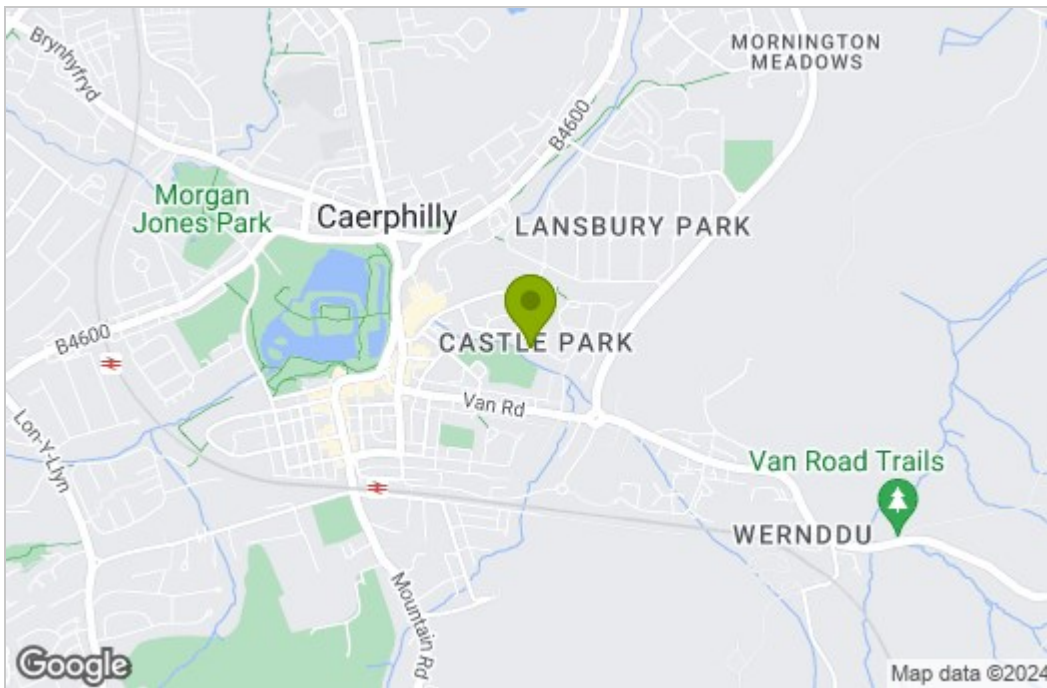 Brynhyfryd
MORNINGTON
MEADOWS
B4600
Morgan
Jones Park
Caerphilly
LANSBURY PARK
B4600
CASTLE PARK
Van Rd
Lon-Y-Llyn
Van Road Trails
WERNDDU
Mountain Rd
Google
Map data ©2024